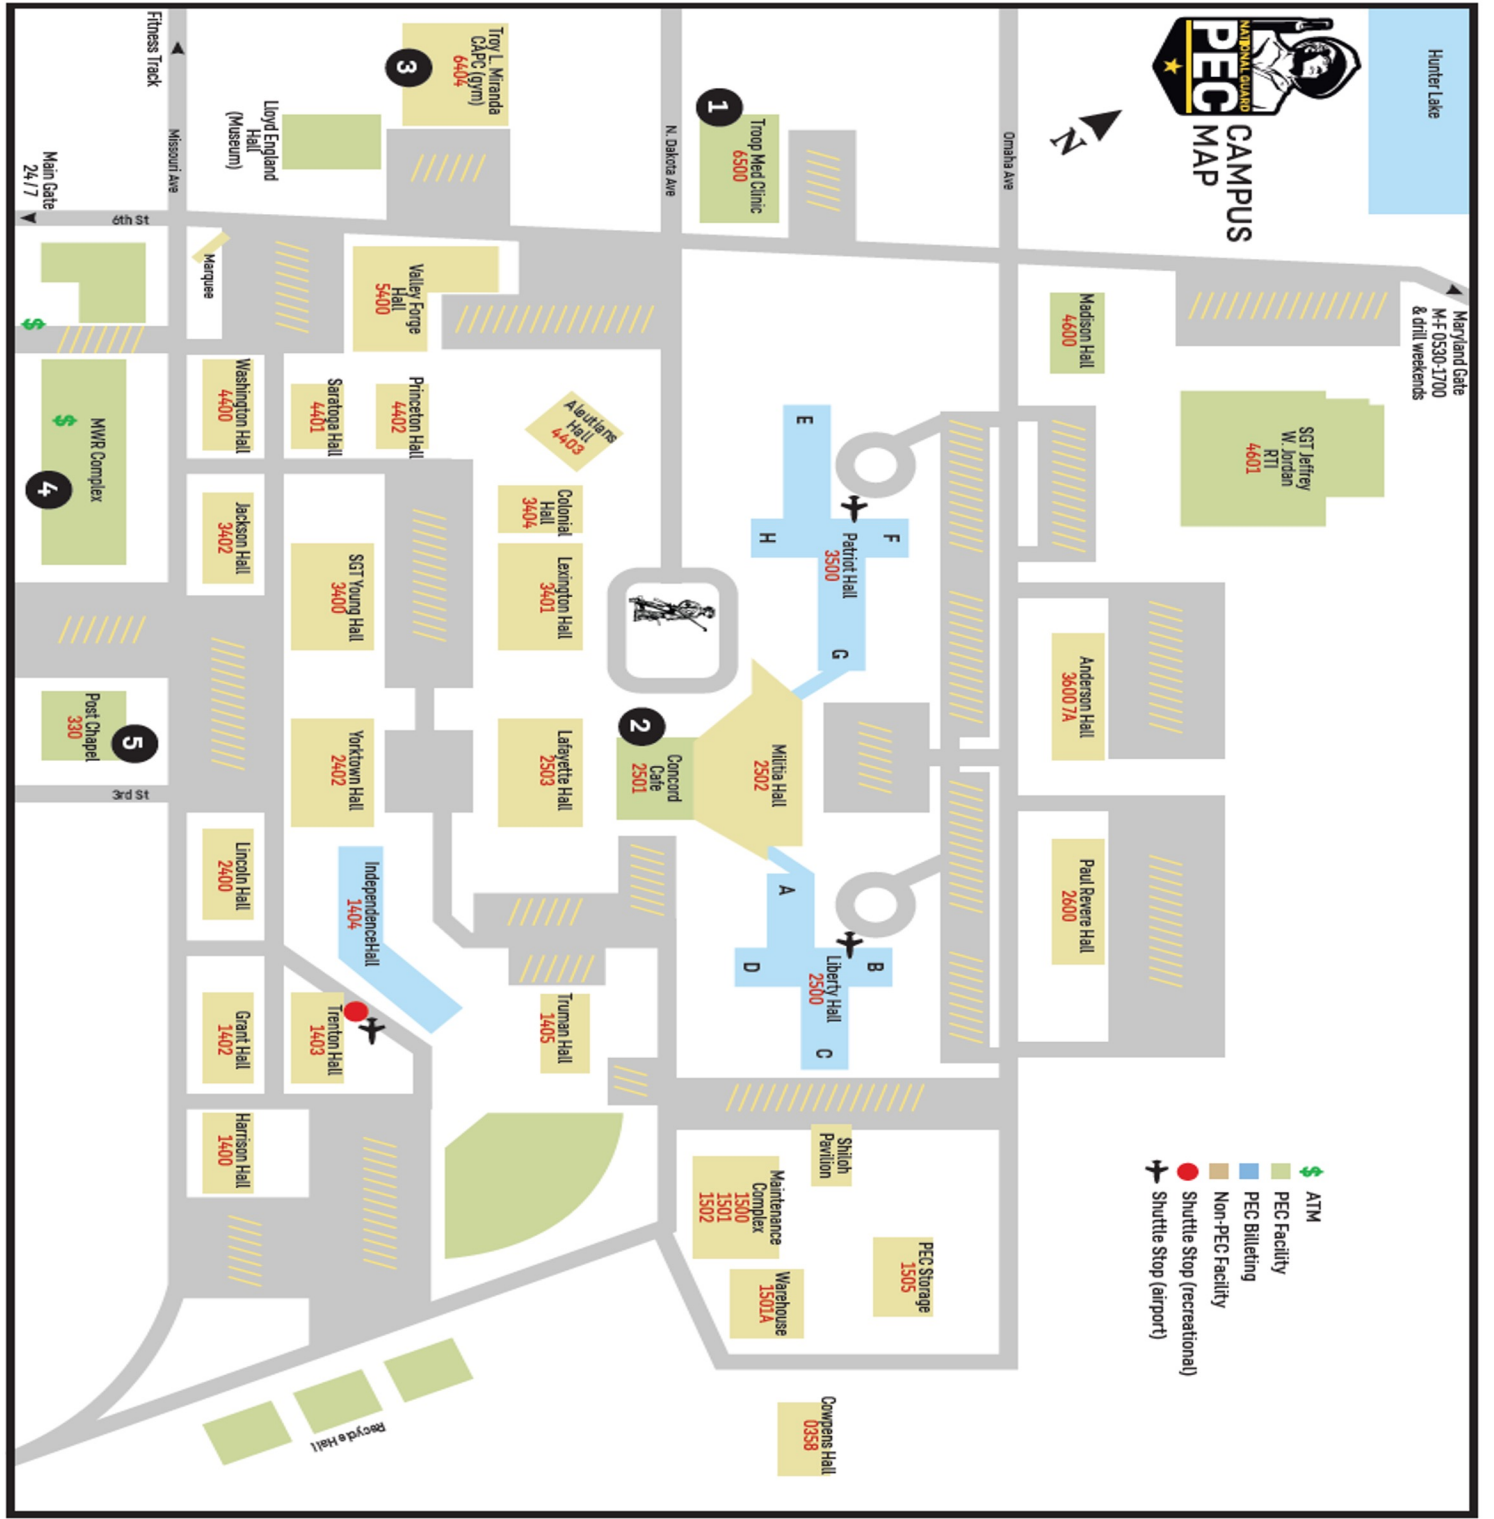 Hunter Lake
NATIONAL GUARD
PEC
CAMPUS
MAP
N
Maryland Gate
M-F 0530-1700
& drill weekends
SGT Jeffrey
W. Jordan
RTI
4601
Madison Hall
4600
Omaha Ave
Anderson Hall
3600 7A
Paul Revere Hall
2600
$ ATM
PEC Facility
PEC Billeting
Non-PEC Facility
Shuttle Stop (recreational)
Shuttle Stop (airport)
1
Troop Med Clinic
6500
N. Dakota Ave
E
F
H
G
Patriot Hall
3500
Militia Hall
2502
2
Concord
Cafe
2501
A
B
D
C
Liberty Hall
2500
Shiloh
Pavilion
Maintenance
Complex
1500
1501
1502
PEC Storage
1505
Warehouse
1501A
Cowpens Hall
0358
Troy L. Miranda
CAPC (gym)
6404
3
Lloyd England
Hall
(Museum)
Valley Forge
Hall
5400
Aleutians
Hall
4403
Colonial
Hall
3404
Lexington Hall
3401
Lafayette Hall
2503
Truman Hall
1405
Princeton Hall
4402
Saratoga Hall
4401
SGT Young Hall
3400
Yorktown Hall
2402
IndependenceHall
1404
Trenton Hall
1403
Marquee
Washington Hall
4400
Jackson Hall
3402
Lincoln Hall
2400
Grant Hall
1402
Harrison Hall
1400
Fitness Track
Missouri Ave
Main Gate
24/7
6th St
$
MWR Complex
$
4
Post Chapel
330
5
3rd St
Recycle Hall